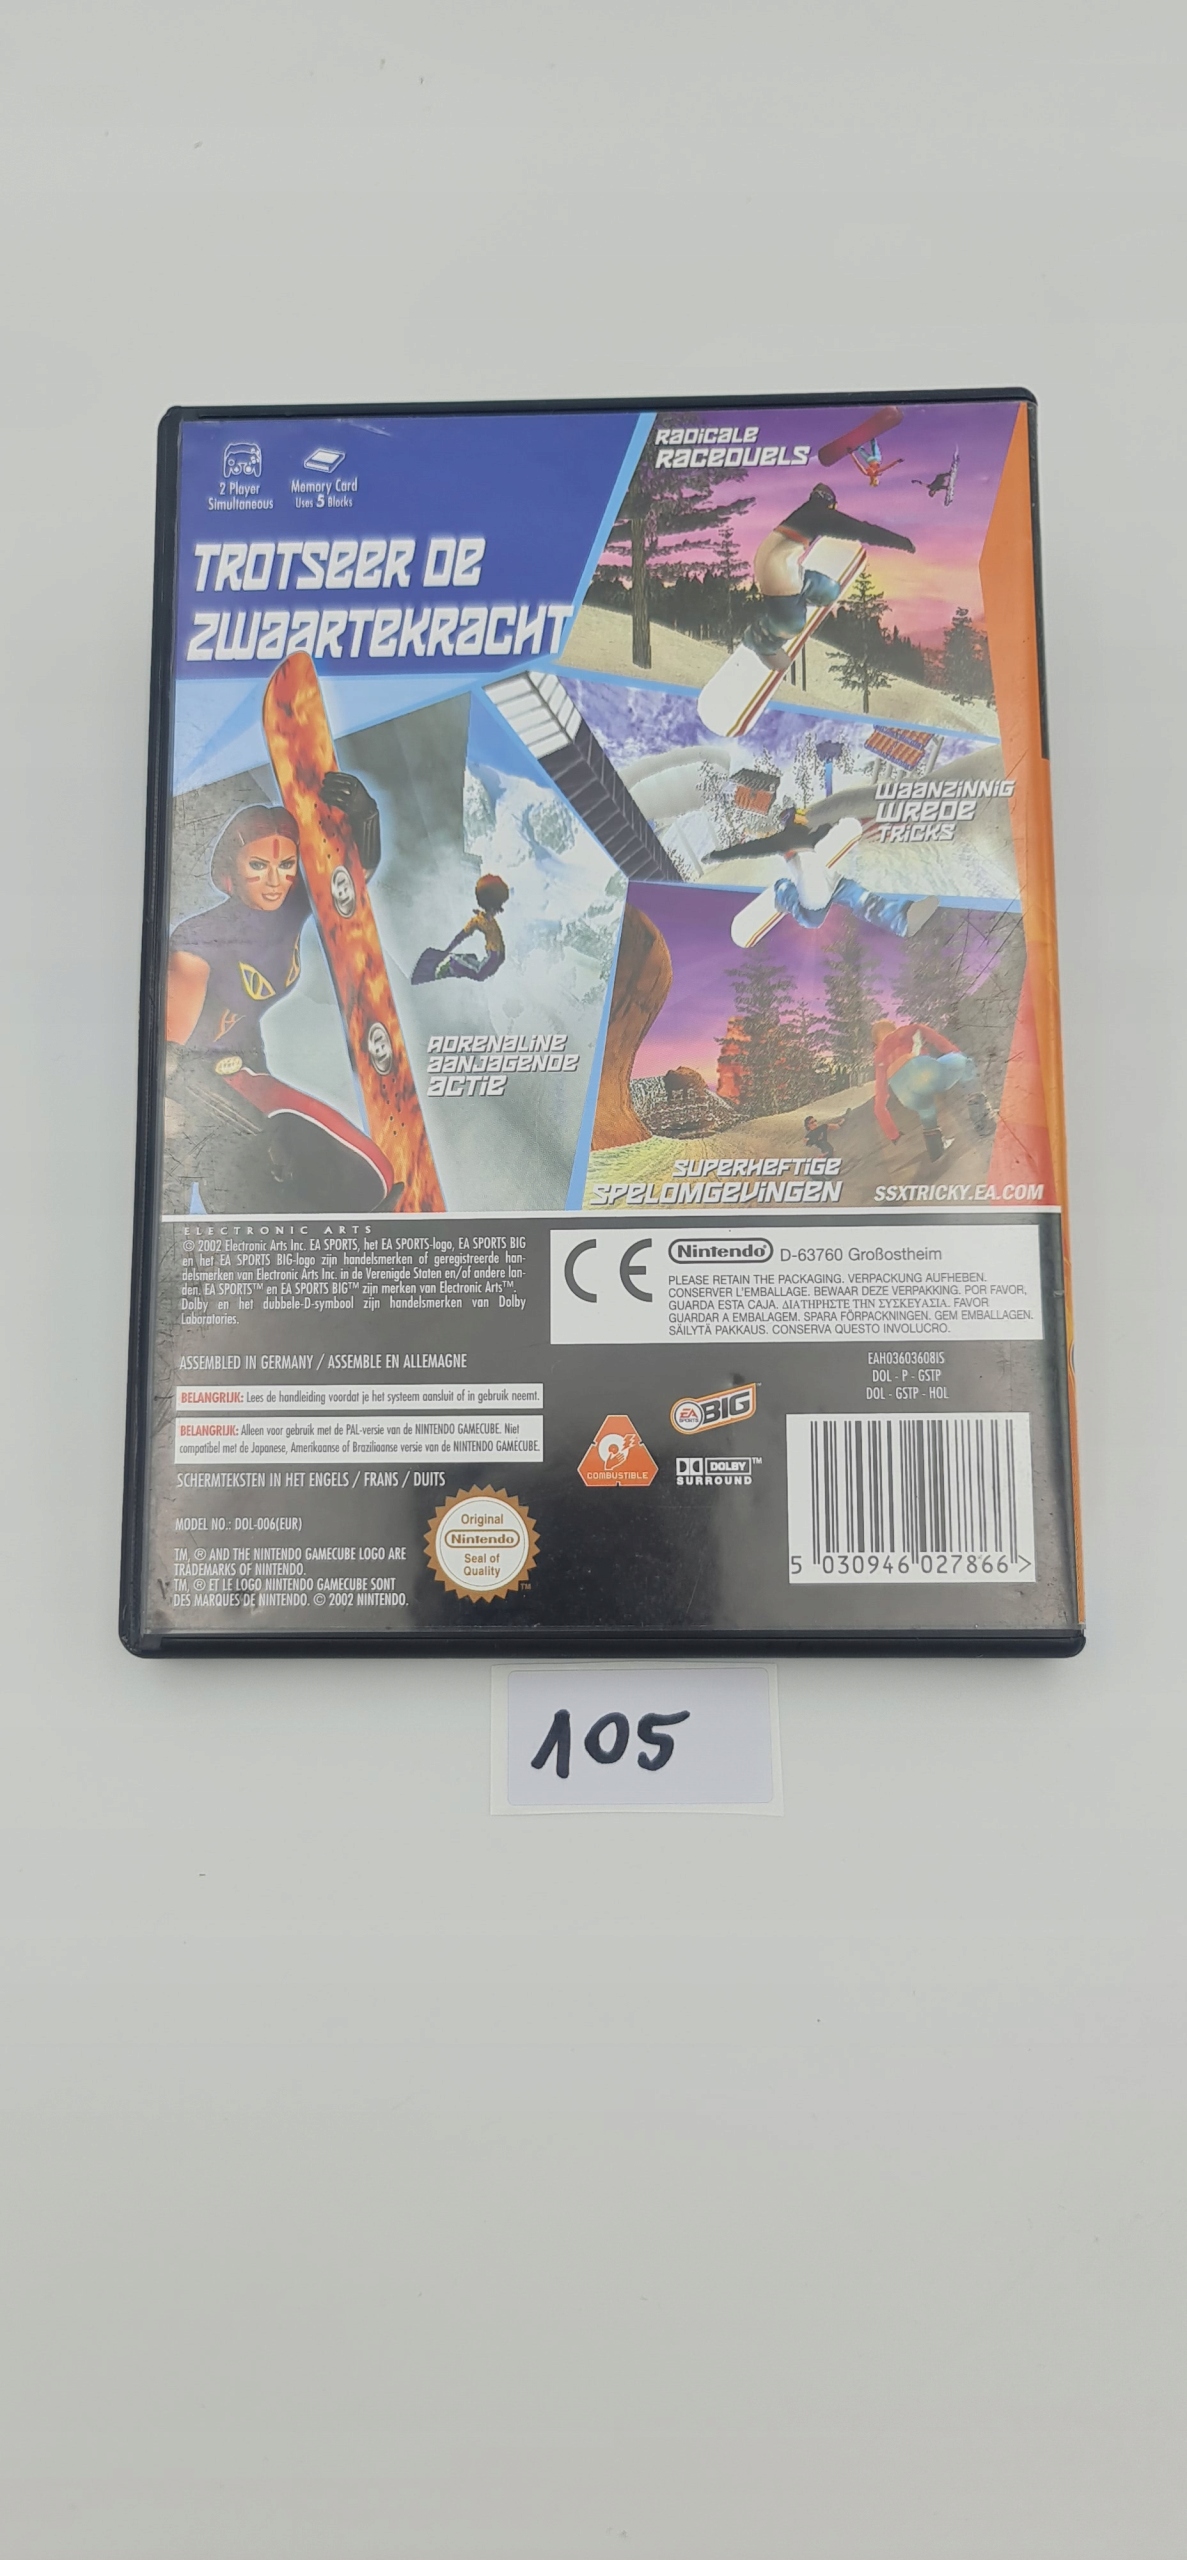 2 Player
Simultaneous
Memory Card
Uses 5 Blocks
TROTSEER DE
ZWAARTEKRACHT
RADICALE
RACEDUELS
WAANZINNIG
WREDE
TRICKS
ADRENALINE
AANJAGENDE
ACTIE
SUPERHEFTIGE
SPELOMGEVINGEN
SSXTRICKY.EA.COM
ELECTRONIC ARTS
© 2002 Electronic Arts Inc. EA SPORTS, het EA SPORTS-logo, EA SPORTS BIG
en het EA SPORTS BIG-logo zijn handelsmerken of geregistreerde han-
delsmerken van Electronic Arts Inc. in de Verenigde Staten en/of andere lan-
den. EA SPORTS™ en EA SPORTS BIG™ zijn merken van Electronic Arts™.
Dolby en het dubbele-D-symbool zijn handelsmerken van Dolby
Laboratories.
CE
Nintendo D-63760 Großostheim
PLEASE RETAIN THE PACKAGING. VERPACKUNG AUFHEBEN.
CONSERVER L'EMBALLAGE. BEWAAR DEZE VERPAKKING. POR FAVOR,
GUARDA ESTA CAJA. ΔΙΑΤΗΡΗΣΤΕ ΤΗΝ ΣΥΣΚΕΥΑΣΙΑ. FAVOR
GUARDAR A EMBALAGEM. SPARA FÖRPACKNINGEN. GEM EMBALLAGEN.
SÄILYTÄ PAKKAUS. CONSERVA QUESTO INVOLUCRO.
ASSEMBLED IN GERMANY / ASSEMBLE EN ALLEMAGNE
BELANGRIJK: Lees de handleiding voordat je het systeem aansluit of in gebruik neemt.
BELANGRIJK: Alleen voor gebruik met de PAL-versie van de NINTENDO GAMECUBE. Niet
compatibel met de Japanse, Amerikaanse of Braziliaanse versie van de NINTENDO GAMECUBE.
SCHERMTEKSTEN IN HET ENGELS / FRANS / DUITS
MODEL NO.: DOL-006(EUR)
TM, ® AND THE NINTENDO GAMECUBE LOGO ARE
TRADEMARKS OF NINTENDO.
TM, ® ET LE LOGO NINTENDO GAMECUBE SONT
DES MARQUES DE NINTENDO. © 2002 NINTENDO.
Original
Nintendo
Seal of
Quality
TM
COMBUSTIBLE
EA SPORTS BIG™
DOLBY™
SURROUND
EAH03603608IS
DOL - P - GSTP
DOL - GSTP - HOL
5 030946 027866 >
105